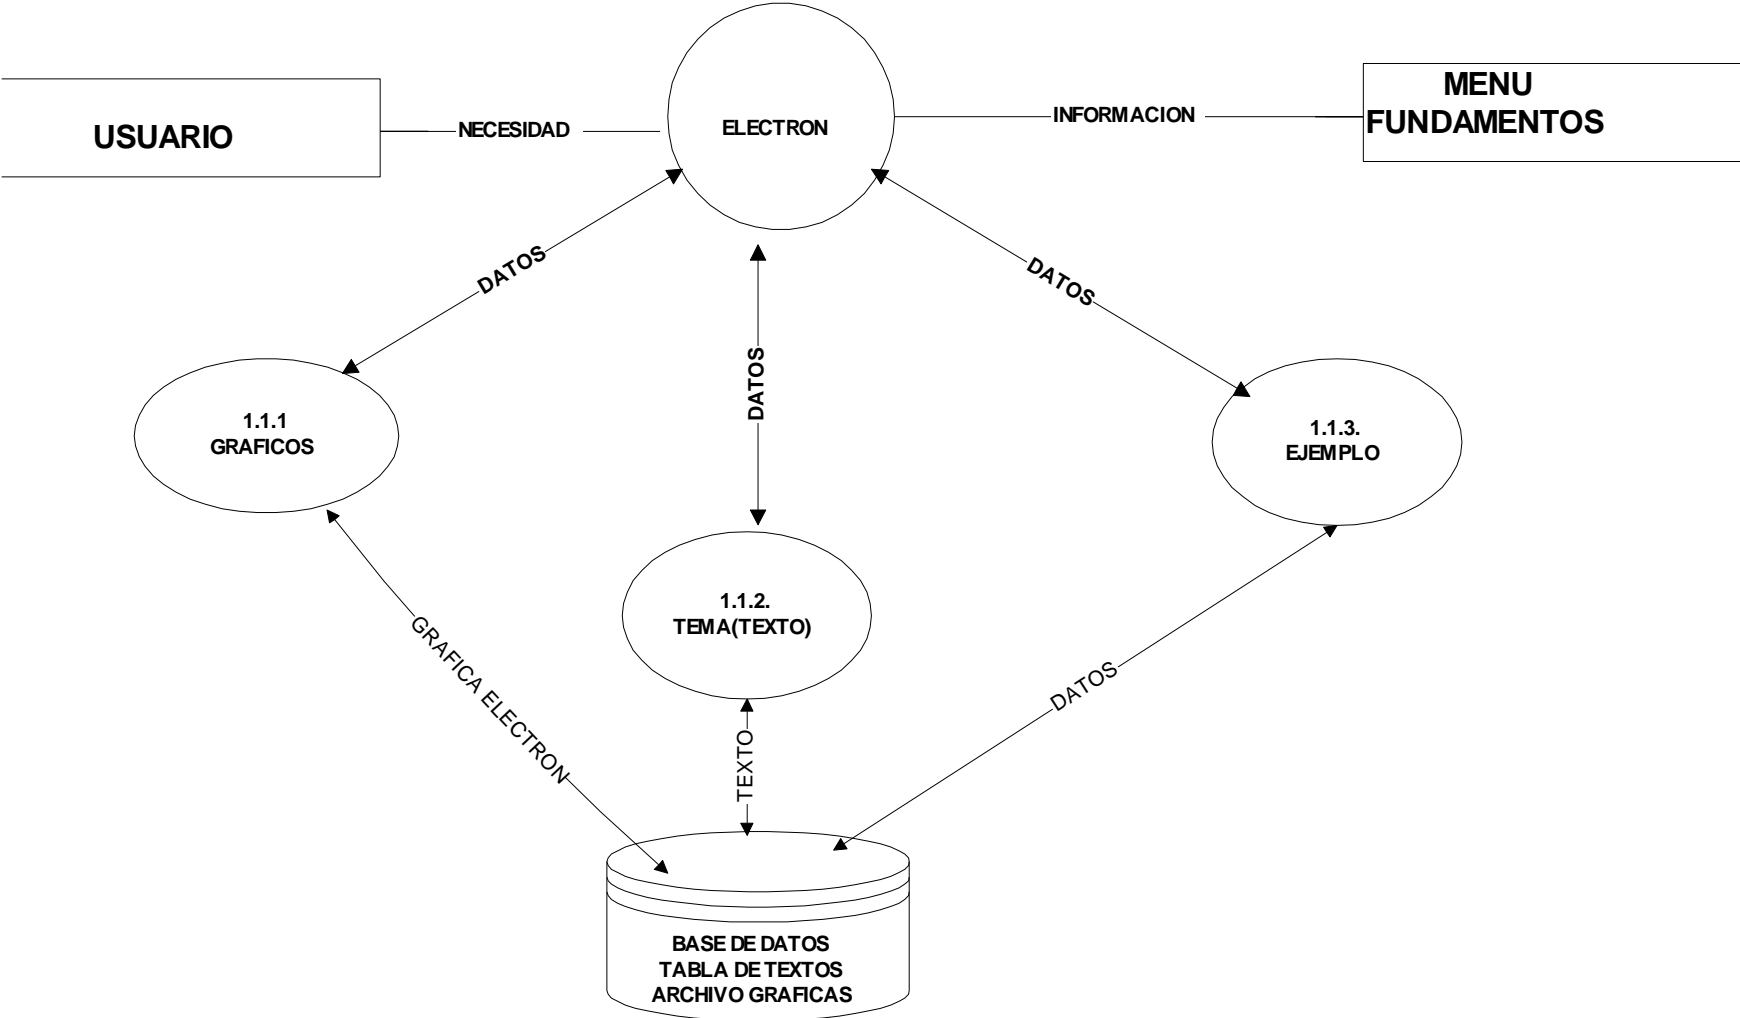 MENU
FUNDAMENTOS
USUARIO
NECESIDAD
ELECTRON
INFORMACION
DATOS
DATOS
DATOS
1.1.1
GRAFICOS
1.1.3.
EJEMPLO
1.1.2.
TEMA(TEXTO)
GRAFICA ELECTRON
TEXTO
DATOS
BASE DE DATOS
TABLA DE TEXTOS
ARCHIVO GRAFICAS